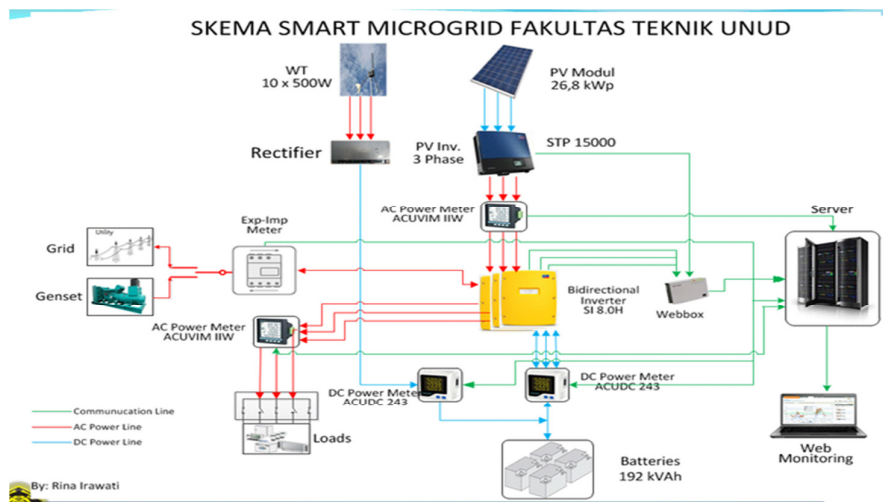 SKEMA SMART MICROGRID FAKULTAS TEKNIK UNUD
WT
10 x 500W
PV Modul
26,8 kWp
Rectifier
PV Inv.
3 Phase
STP 15000
AC Power Meter
ACUVIM IIW
Server
Exp-Imp
Meter
Utility
Grid
Genset
Bidirectional
Inverter
SI 8.0H
Webbox
AC Power Meter
ACUVIM IIW
DC Power Meter
ACUDC 243
DC Power Meter
ACUDC 243
Loads
Communucation Line
AC Power Line
DC Power Line
Batteries
192 kVAh
Web
Monitoring
By: Rina Irawati